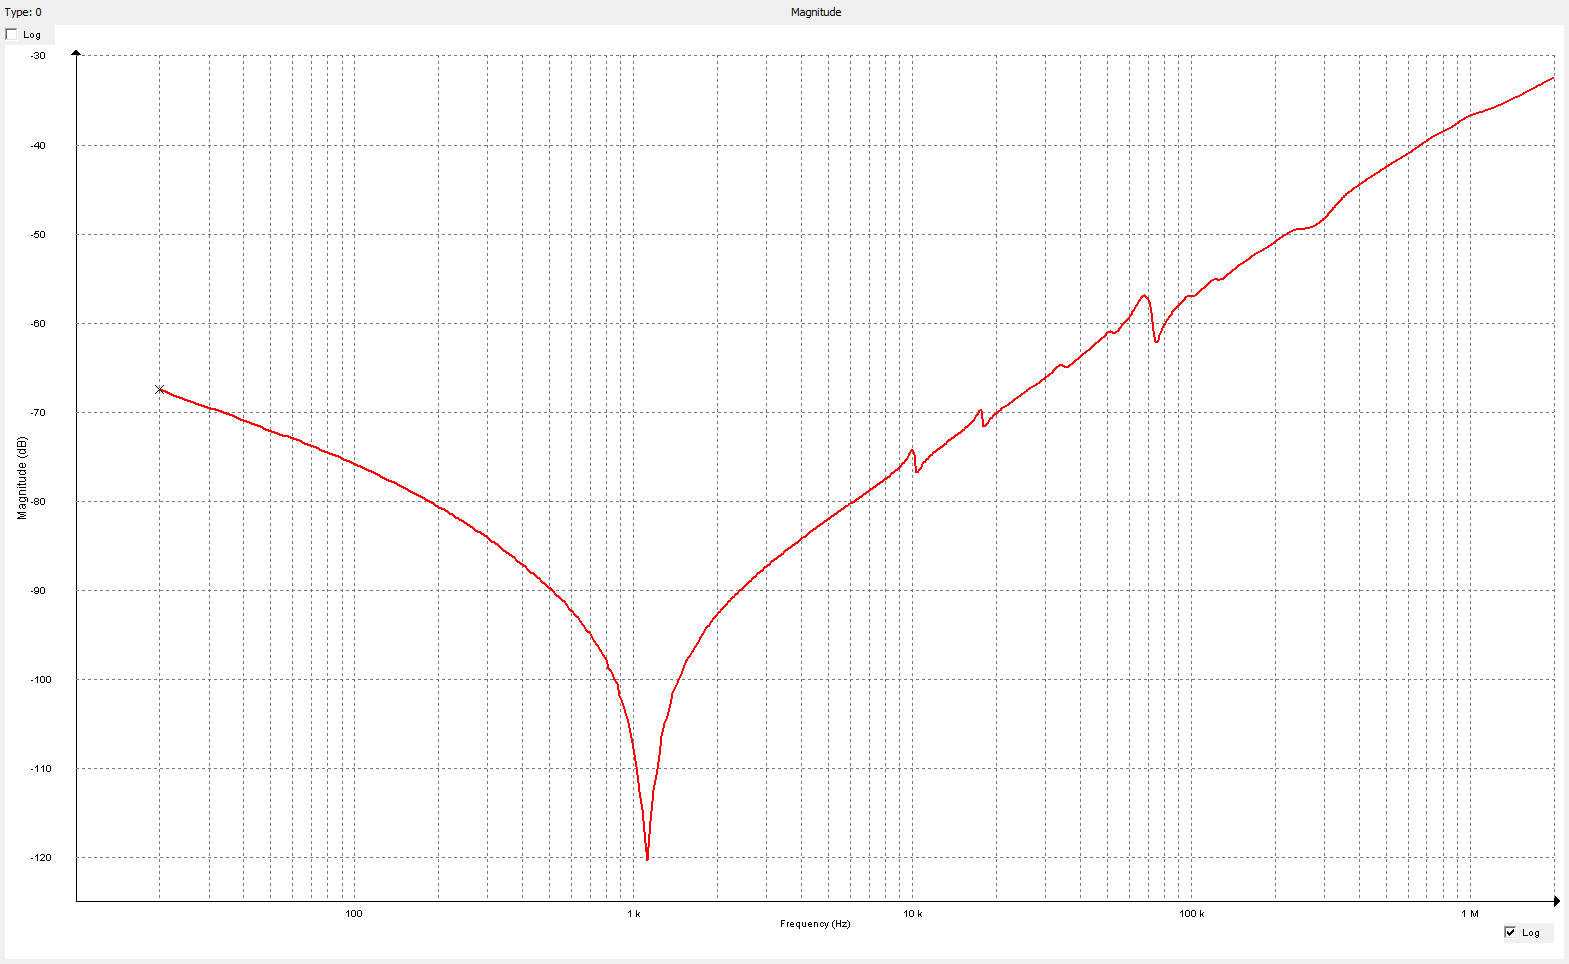 Type: 0
Magnitude
Log
-30
-40
-50
-60
-70
-80
-90
-100
-110
-120
Magnitude (dB)
100
1 k
10 k
100 k
1 M
Frequency (Hz)
Log